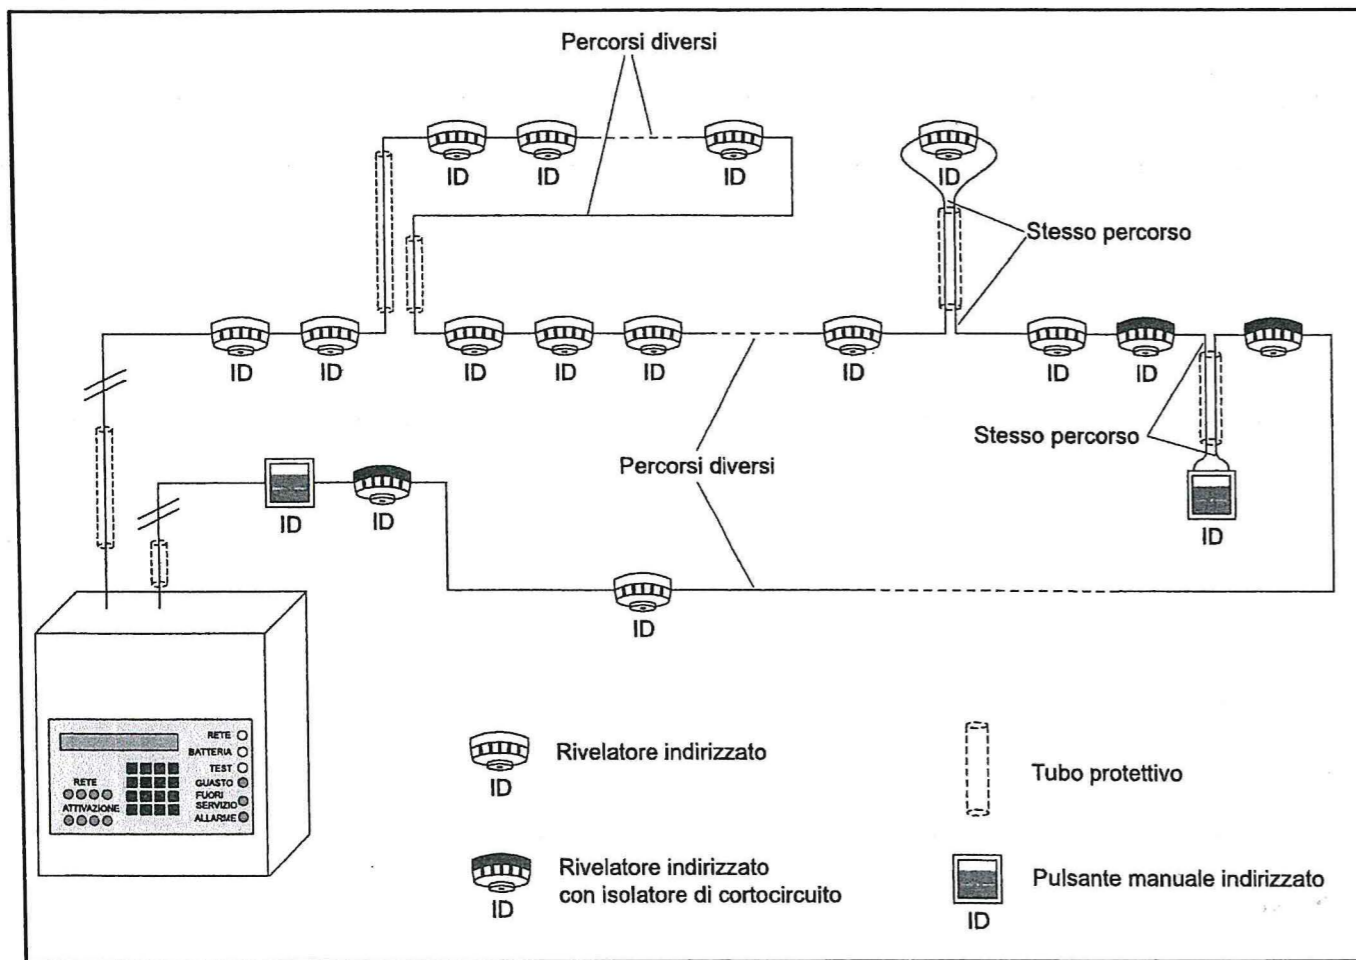 Percorsi diversi
ID ID ID ID
Stesso percorso
ID ID ID ID ID ID ID ID
Stesso percorso
Percorsi diversi
ID ID ID
ID
RETE
BATTERIA
TEST
RETE
GUASTO
FUORI
SERVIZIO
ATTIVAZIONE
ALLARME
Rivelatore indirizzato
ID
Tubo protettivo
Rivelatore indirizzato
con isolatore di cortocircuito
ID
Pulsante manuale indirizzato
ID